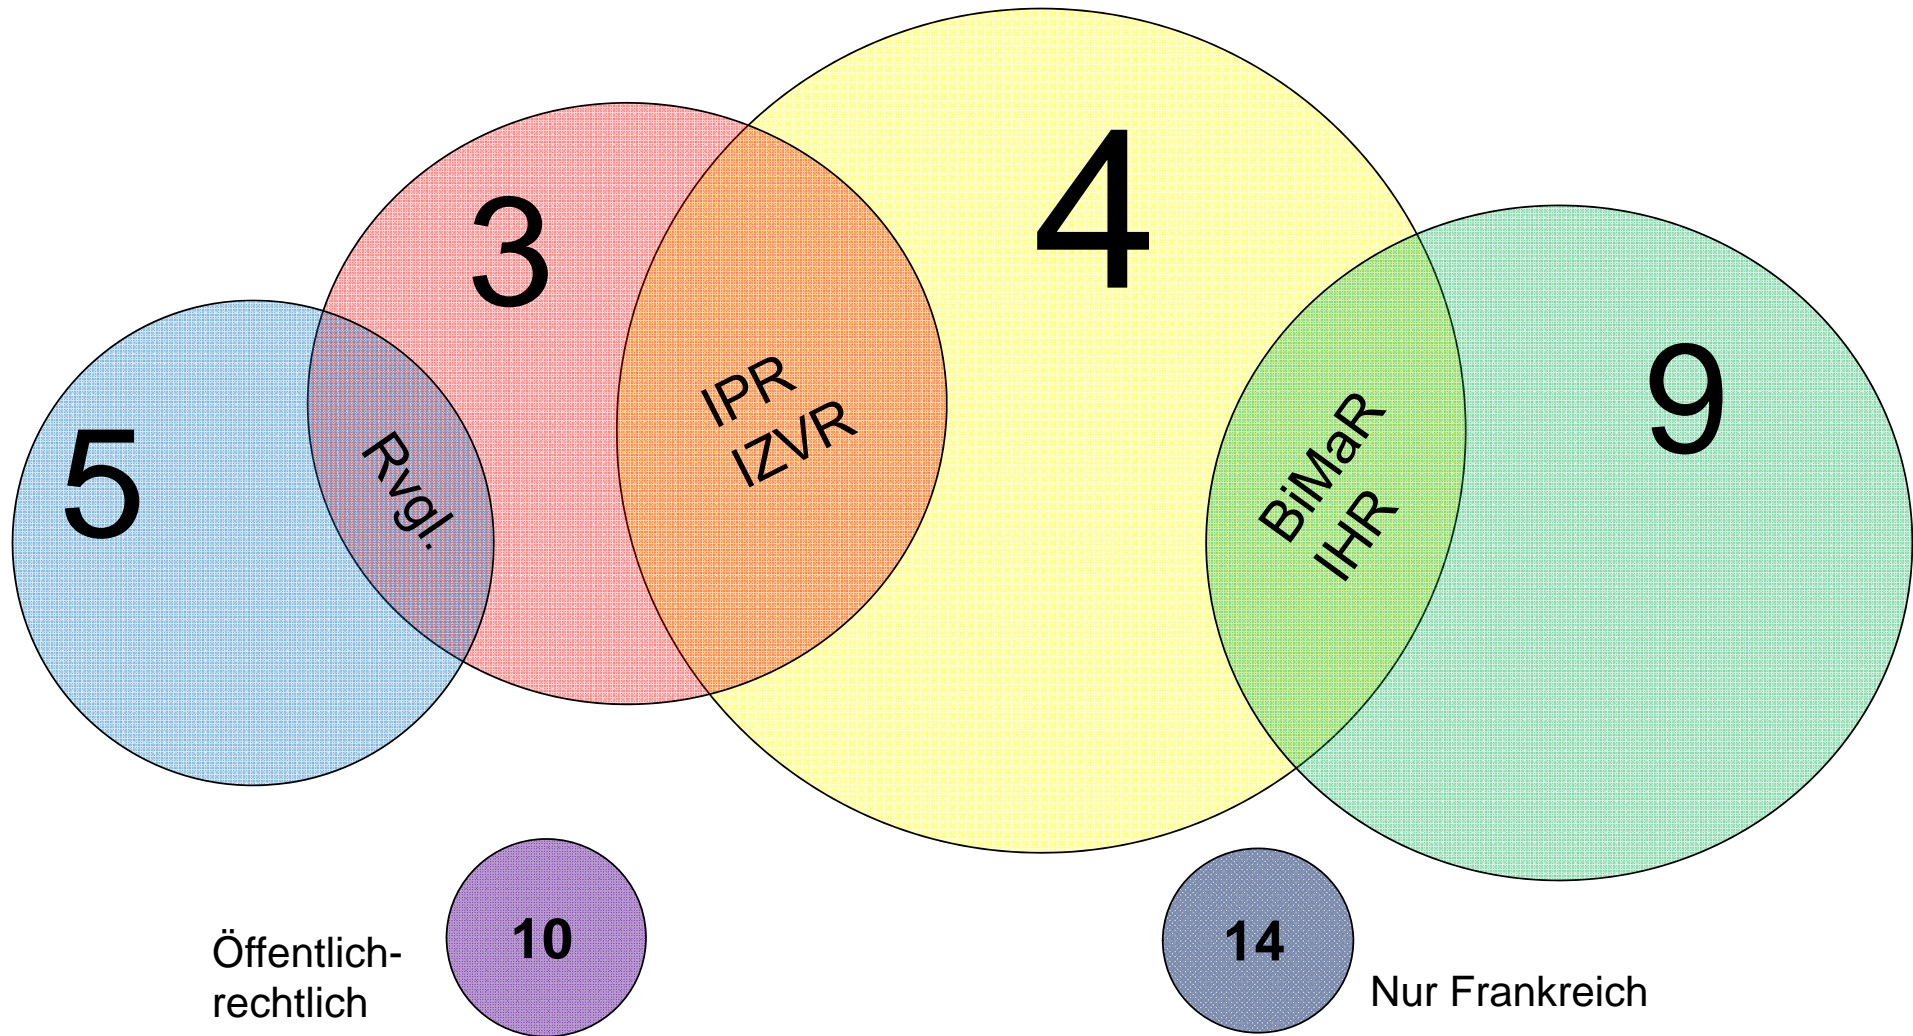 4
3
9
5
IPR
IZVR
Rvgl.
BiMaR
IHR
10
14
Öffentlich-
rechtlich
Nur Frankreich